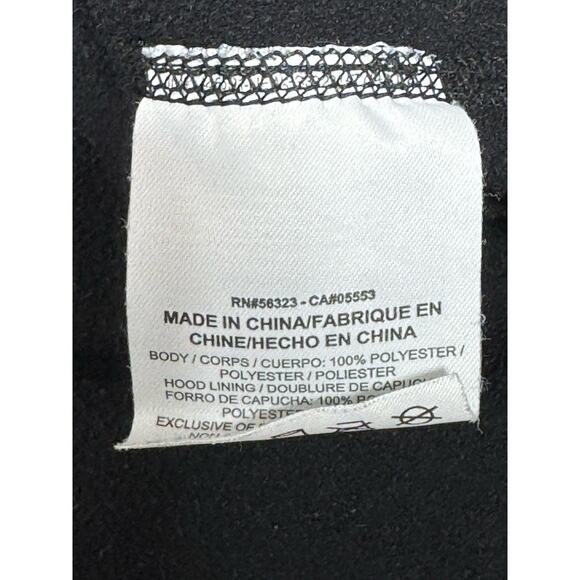 RN#56323 - CA#05553
MADE IN CHINA/FABRIQUE EN
CHINE/HECHO EN CHINA
BODY / CORPS / CUERPO: 100% POLYESTER /
POLYESTER / POLIESTER
HOOD LINING / DOUBLURE DE
FORRO DE CAPUCHA: 100%
POLYESTER
EXCLUSIVE OF